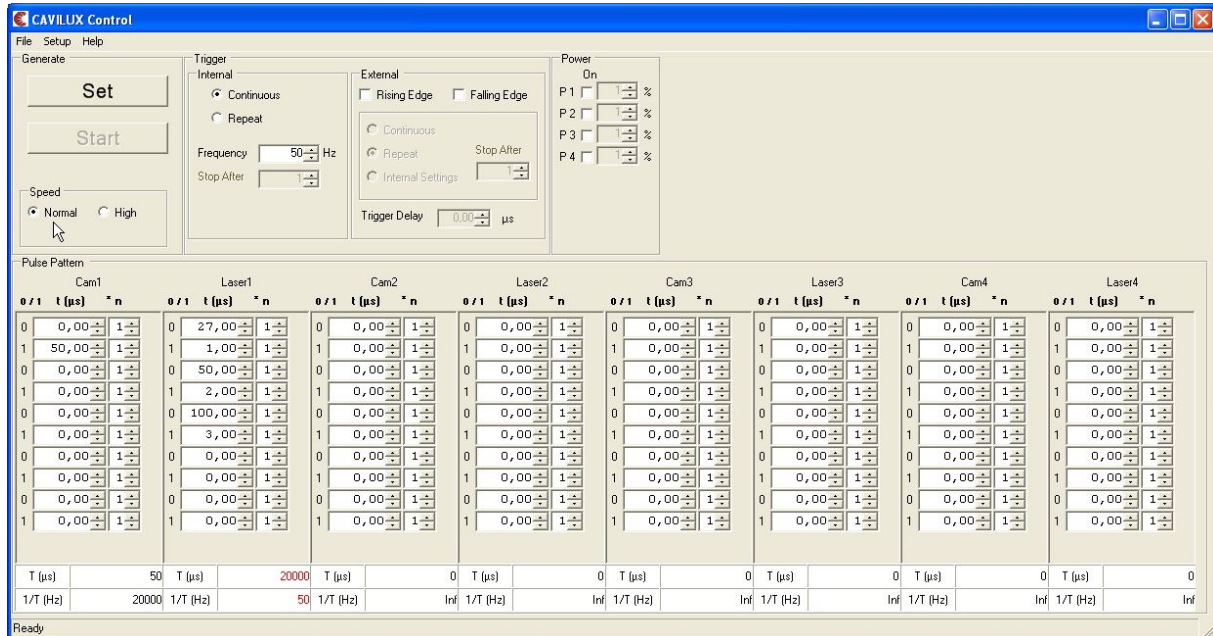 CAVILUX Control
File Setup Help
Generate
Set
Start
Speed
Normal High
Trigger
Internal
Continuous
Repeat
Frequency 50 Hz
Stop After 1
External
Rising Edge Falling Edge
Continuous
Repeat Stop After
Internal Settings 1
Trigger Delay 0.00 µs
Power
On
P1 1 %
P2 1 %
P3 1 %
P4 1 %
Pulse Pattern
Cam1 Laser1 Cam2 Laser2 Cam3 Laser3 Cam4 Laser4
0/1 t (µs) * n 0/1 t (µs) * n 0/1 t (µs) * n 0/1 t (µs) * n 0/1 t (µs) * n 0/1 t (µs) * n 0/1 t (µs) * n 0/1 t (µs) * n
0 0,00 1 0 27,00 1 0 0,00 1 0 0,00 1 0 0,00 1 0 0,00 1 0 0,00 1 0 0,00 1
1 50,00 1 1 1,00 1 1 0,00 1 1 0,00 1 1 0,00 1 1 0,00 1 1 0,00 1 1 0,00 1
0 0,00 1 0 50,00 1 0 0,00 1 0 0,00 1 0 0,00 1 0 0,00 1 0 0,00 1 0 0,00 1
1 0,00 1 1 2,00 1 1 0,00 1 1 0,00 1 1 0,00 1 1 0,00 1 1 0,00 1 1 0,00 1
0 0,00 1 0 100,00 1 0 0,00 1 0 0,00 1 0 0,00 1 0 0,00 1 0 0,00 1 0 0,00 1
1 0,00 1 1 3,00 1 1 0,00 1 1 0,00 1 1 0,00 1 1 0,00 1 1 0,00 1 1 0,00 1
0 0,00 1 0 0,00 1 0 0,00 1 0 0,00 1 0 0,00 1 0 0,00 1 0 0,00 1 0 0,00 1
1 0,00 1 1 0,00 1 1 0,00 1 1 0,00 1 1 0,00 1 1 0,00 1 1 0,00 1 1 0,00 1
0 0,00 1 0 0,00 1 0 0,00 1 0 0,00 1 0 0,00 1 0 0,00 1 0 0,00 1 0 0,00 1
1 0,00 1 1 0,00 1 1 0,00 1 1 0,00 1 1 0,00 1 1 0,00 1 1 0,00 1 1 0,00 1
T (µs) 50 T (µs) 20000 T (µs) 0 T (µs) 0 T (µs) 0 T (µs) 0 T (µs) 0 T (µs) 0
1/T (Hz) 20000 1/T (Hz) 50 1/T (Hz) Inf 1/T (Hz) Inf 1/T (Hz) Inf 1/T (Hz) Inf 1/T (Hz) Inf 1/T (Hz) Inf
Ready